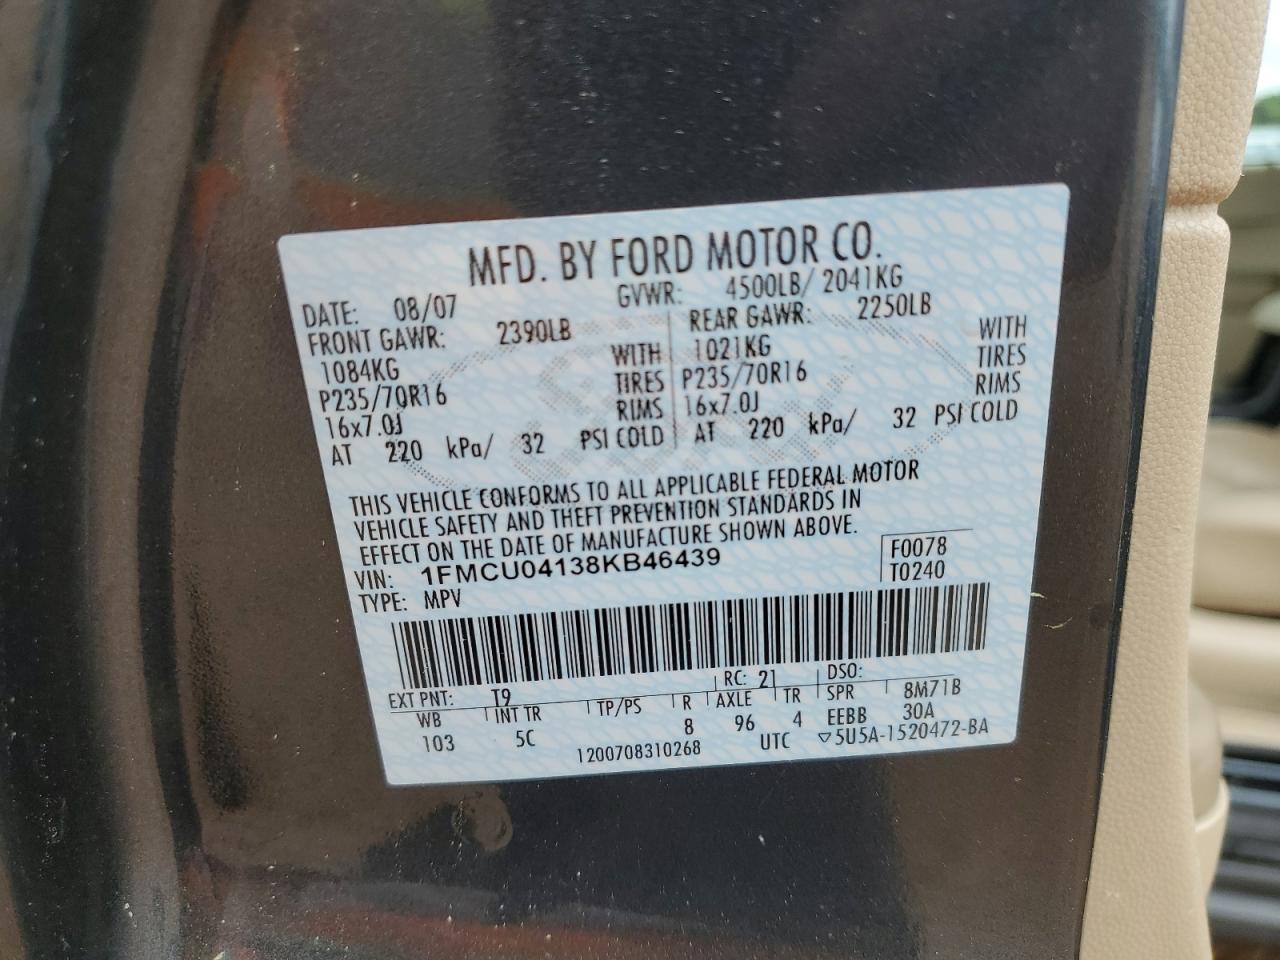 MFD. BY FORD MOTOR CO.
DATE: 08/07 GVWR: 4500LB/ 2041KG
FRONT GAWR: 2390LB REAR GAWR: 2250LB
1084KG WITH 1021KG WITH
P235/70R16 TIRES P235/70R16 TIRES
16x7.0J RIMS 16x7.0J RIMS
AT 220 kPa/ 32 PSI COLD AT 220 kPa/ 32 PSI COLD
THIS VEHICLE CONFORMS TO ALL APPLICABLE FEDERAL MOTOR
VEHICLE SAFETY AND THEFT PREVENTION STANDARDS IN
EFFECT ON THE DATE OF MANUFACTURE SHOWN ABOVE.
VIN: 1FMCU04138KB46439 F0078
TYPE: MPV T0240
EXT PNT: T9 RC: 21 DSO:
WB INT TR TP/PS R AXLE TR SPR 8M71B
103 5C 8 96 4 EEBB 30A
1200708310268 UTC ▽5U5A-1520472-BA